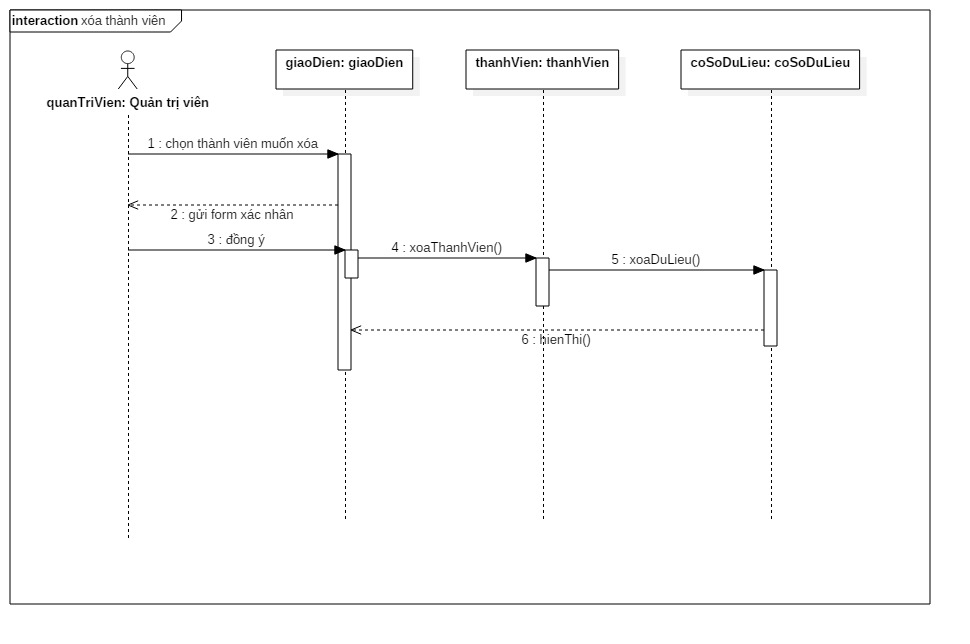 interaction xóa thành viên
giaoDien: giaoDien
thanhVien: thanhVien
coSoDuLieu: coSoDuLieu
quanTriVien: Quản trị viên
1 : chọn thành viên muốn xóa
2 : gửi form xác nhân
3 : đồng ý
4 : xoaThanhVien()
5 : xoaDuLieu()
6 : hienThi()